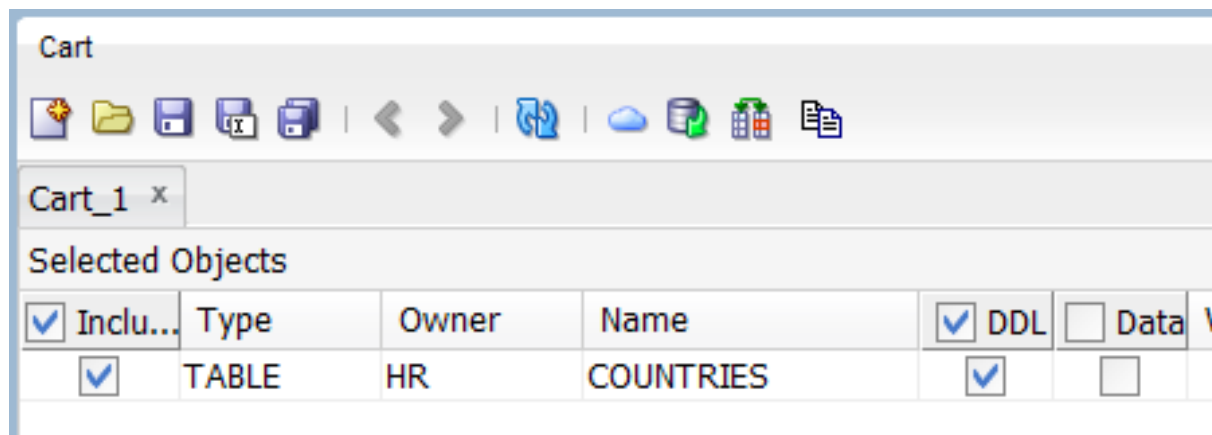 Cart
Cart_1 x
Selected Objects
Inclu... Type Owner Name DDL Data
TABLE HR COUNTRIES